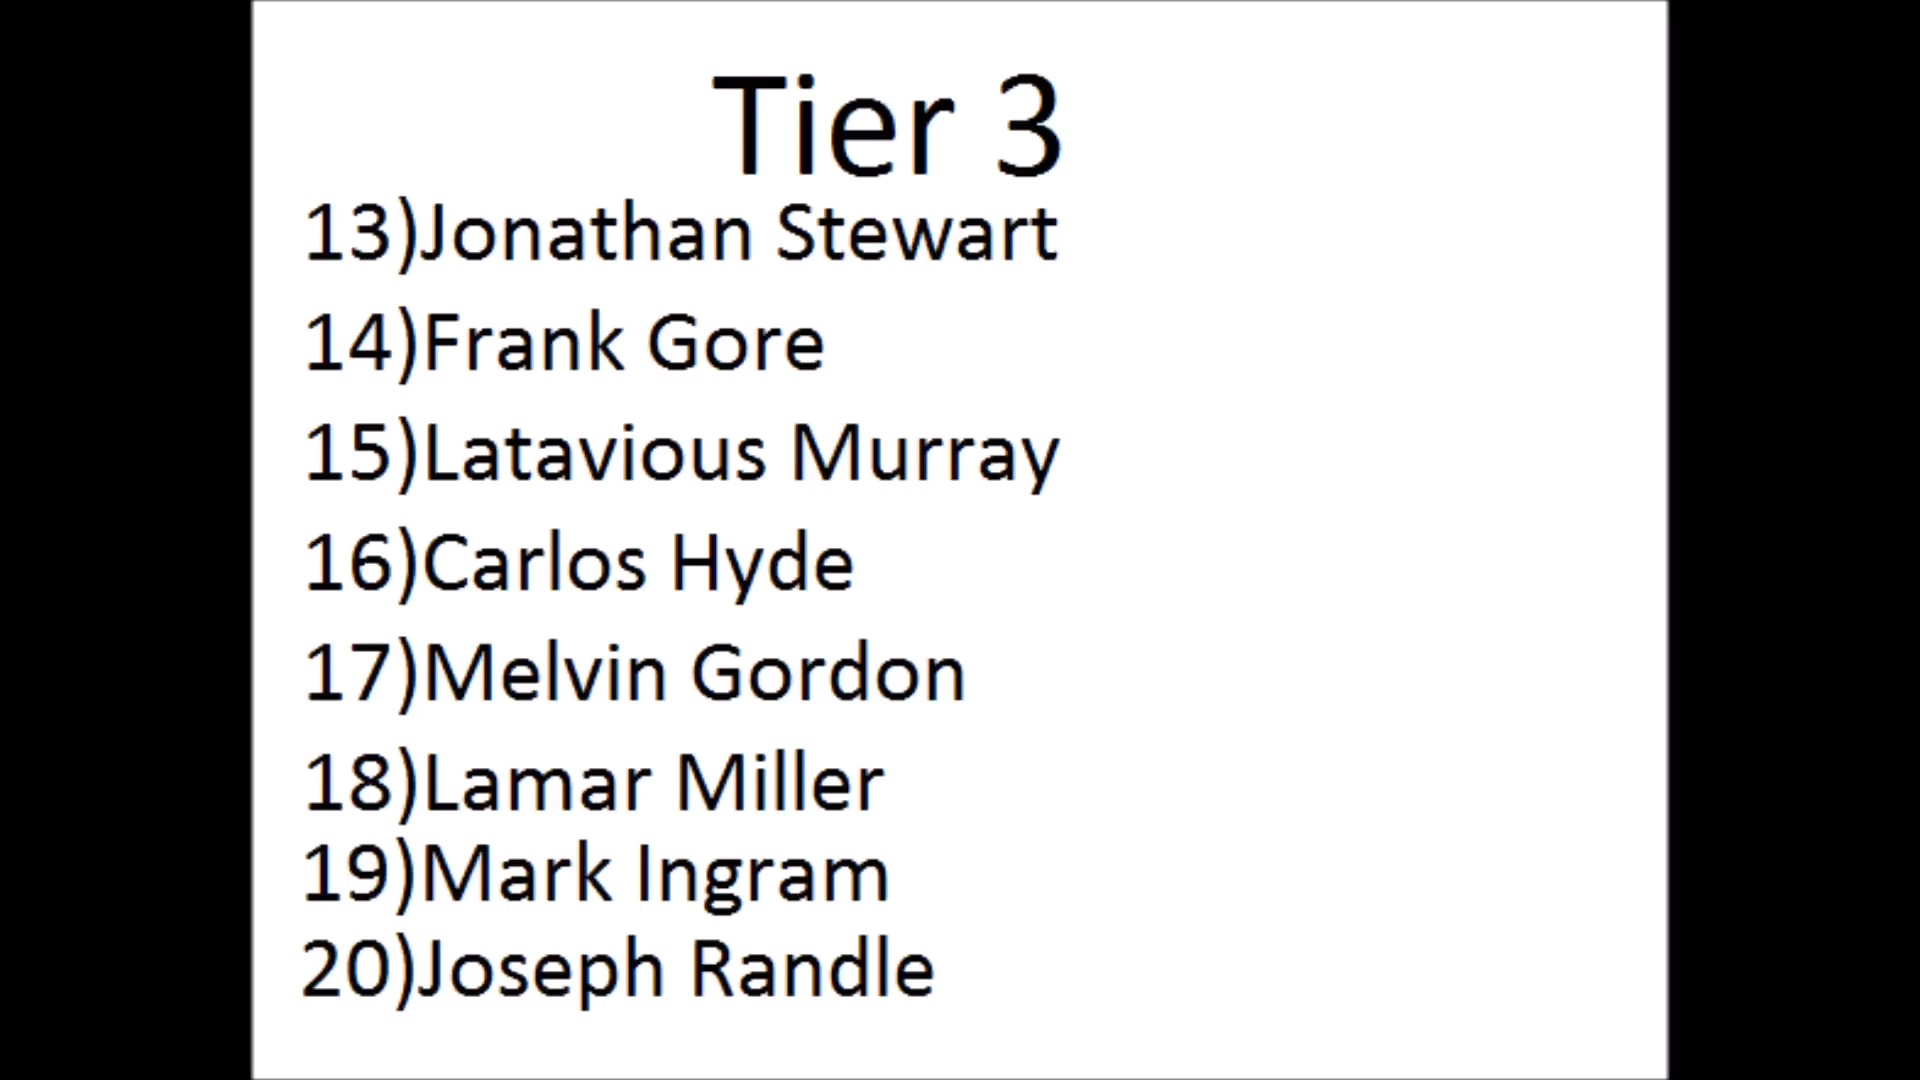 Tier 3
13)Jonathan Stewart
14)Frank Gore
15)Latavious Murray
16)Carlos Hyde
17)Melvin Gordon
18)Lamar Miller
19)Mark Ingram
20)Joseph Randle